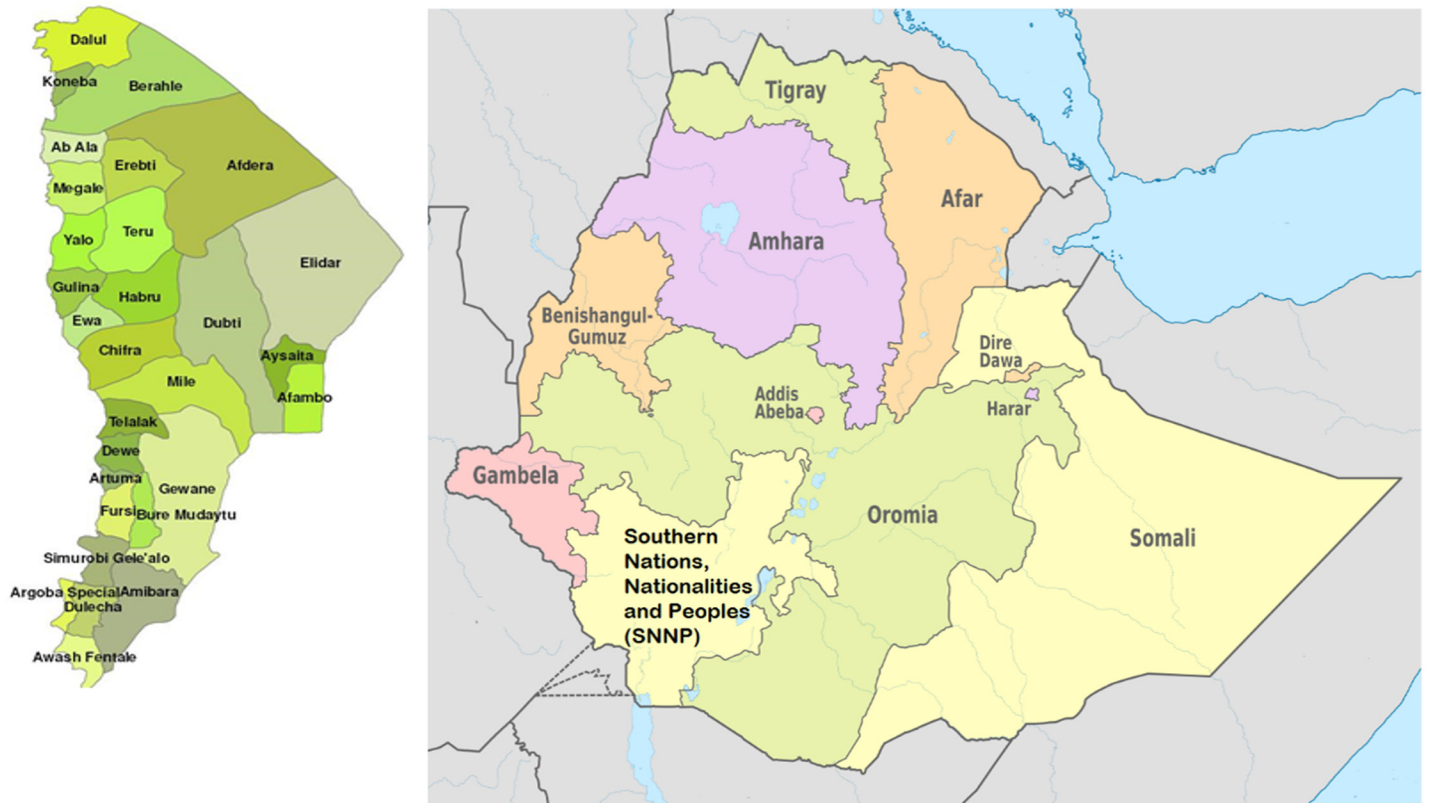 Dalul
Koneba
Berahle
Ab Ala
Erebti
Afdera
Megale
Yalo
Teru
Elidar
Gulina
Habru
Ewa
Dubti
Chifra
Aysaita
Mile
Afambo
Telalak
Dewe
Artuma
Gewane
Fursi
Bure Mudaytu
Simurobi Gele'alo
Argoba Special
Amibara
Dulecha
Awash Fentale
Tigray
Afar
Amhara
Benishangul-
Gumuz
Dire
Dawa
Addis
Abeba
Harar
Gambela
Oromia
Southern
Nations,
Nationalities
and Peoples
(SNNP)
Somali